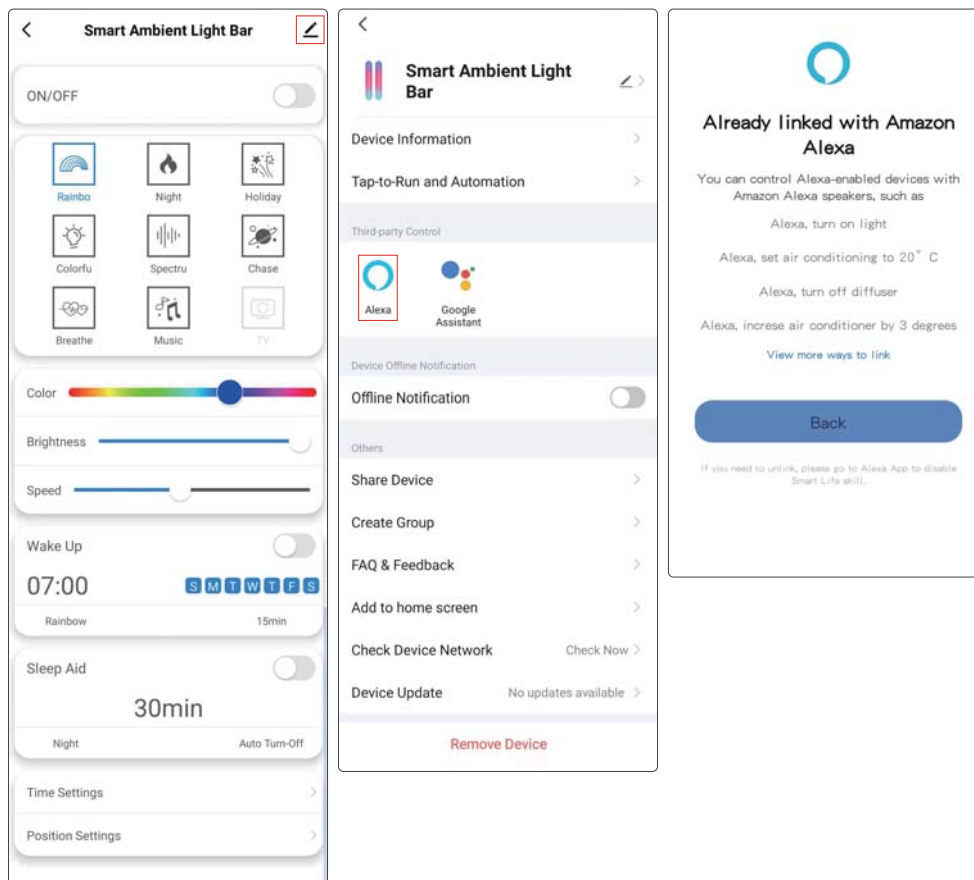 Smart Ambient Light Bar
ON/OFF
Rainbo
Night
Holiday
Colorfu
Spectru
Chase
Breathe
Music
TV
Color
Brightness
Speed
Wake Up
07:00
S M T W T F S
Rainbow
15min
Sleep Aid
30min
Night
Auto Turn-Off
Time Settings
Position Settings
Smart Ambient Light
Bar
Device Information
Tap-to-Run and Automation
Third-party Control
Alexa
Google
Assistant
Device Offline Notification
Offline Notification
Others
Share Device
Create Group
FAQ & Feedback
Add to home screen
Check Device Network
Check Now
Device Update
No updates available
Remove Device
Already linked with Amazon
Alexa
You can control Alexa-enabled devices with
Amazon Alexa speakers, such as
Alexa, turn on light
Alexa, set air conditioning to 20° C
Alexa, turn off diffuser
Alexa, increse air conditioner by 3 degrees
View more ways to link
Back
If you need to unlink, please go to Alexa App to disable
Smart Life skill.